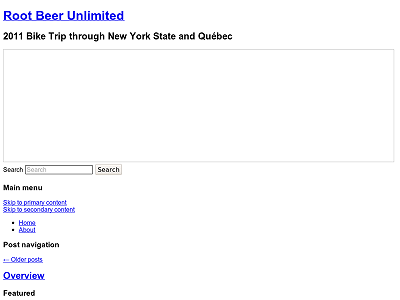 Root Beer Unlimited
2011 Bike Trip through New York State and Québec
Search Search Search
Main menu
Skip to primary content
Skip to secondary content
Home
About
Post navigation
← Older posts
Overview
Featured